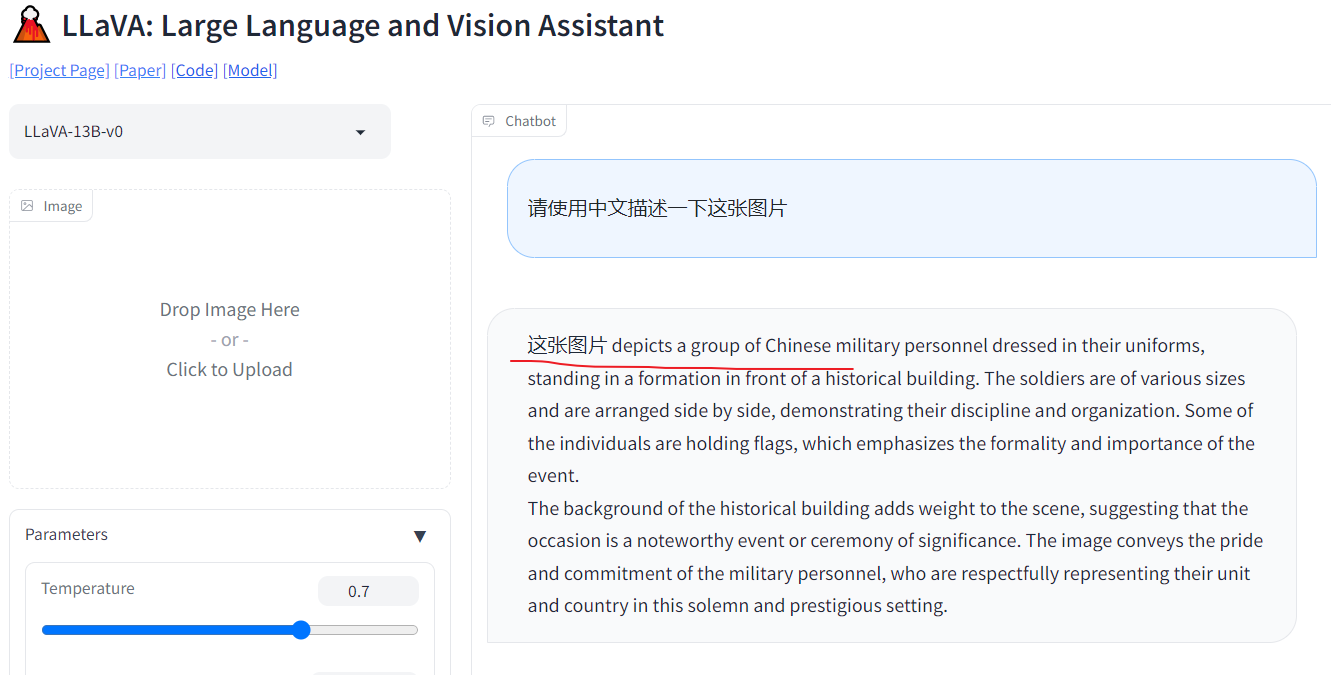 LLaVA: Large Language and Vision Assistant
[Project Page] [Paper] [Code] [Model]
LLaVA-13B-v0
Image
Drop Image Here
- or -
Click to Upload
Parameters
Temperature
0.7
Chatbot
请使用中文描述一下这张图片
这张图片 depicts a group of Chinese military personnel dressed in their uniforms,
standing in a formation in front of a historical building. The soldiers are of various sizes
and are arranged side by side, demonstrating their discipline and organization. Some of
the individuals are holding flags, which emphasizes the formality and importance of the
event.
The background of the historical building adds weight to the scene, suggesting that the
occasion is a noteworthy event or ceremony of significance. The image conveys the pride
and commitment of the military personnel, who are respectfully representing their unit
and country in this solemn and prestigious setting.